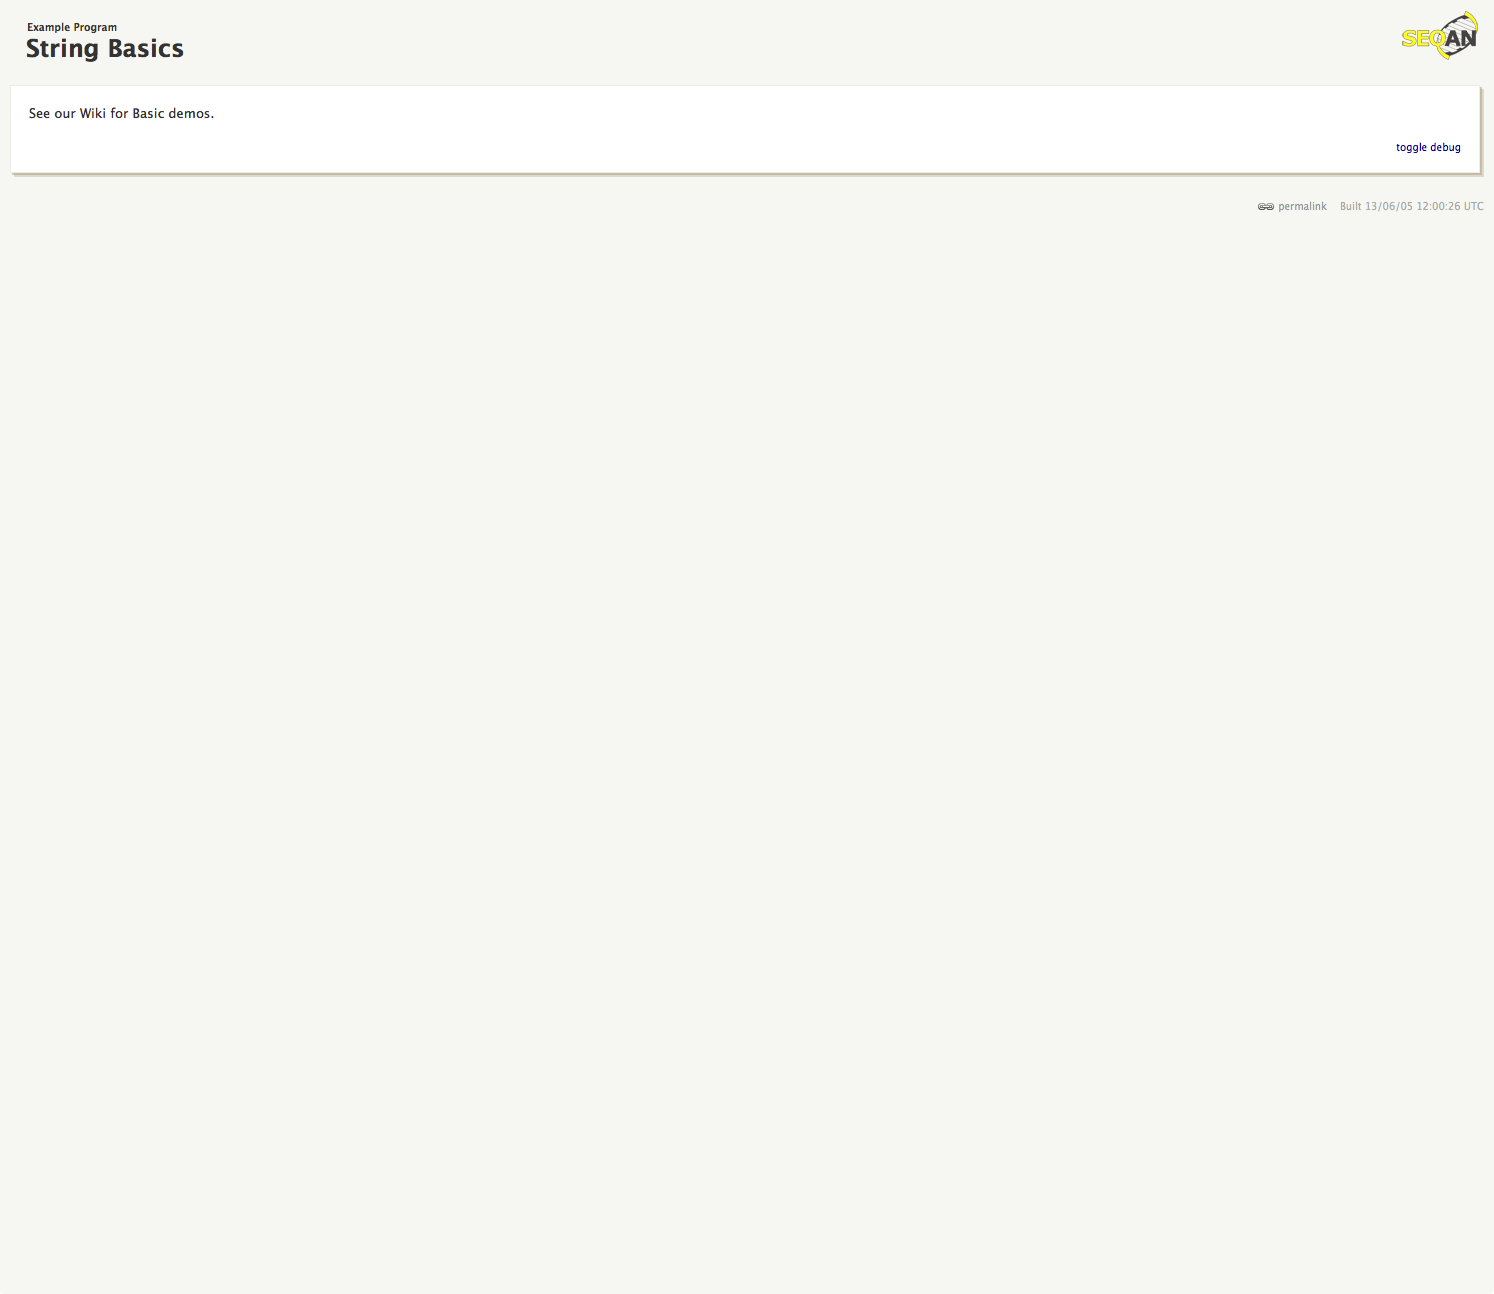 Example Program
String Basics
SEQAN
See our Wiki for Basic demos.
toggle debug
permalink Built 13/06/05 12:00:26 UTC